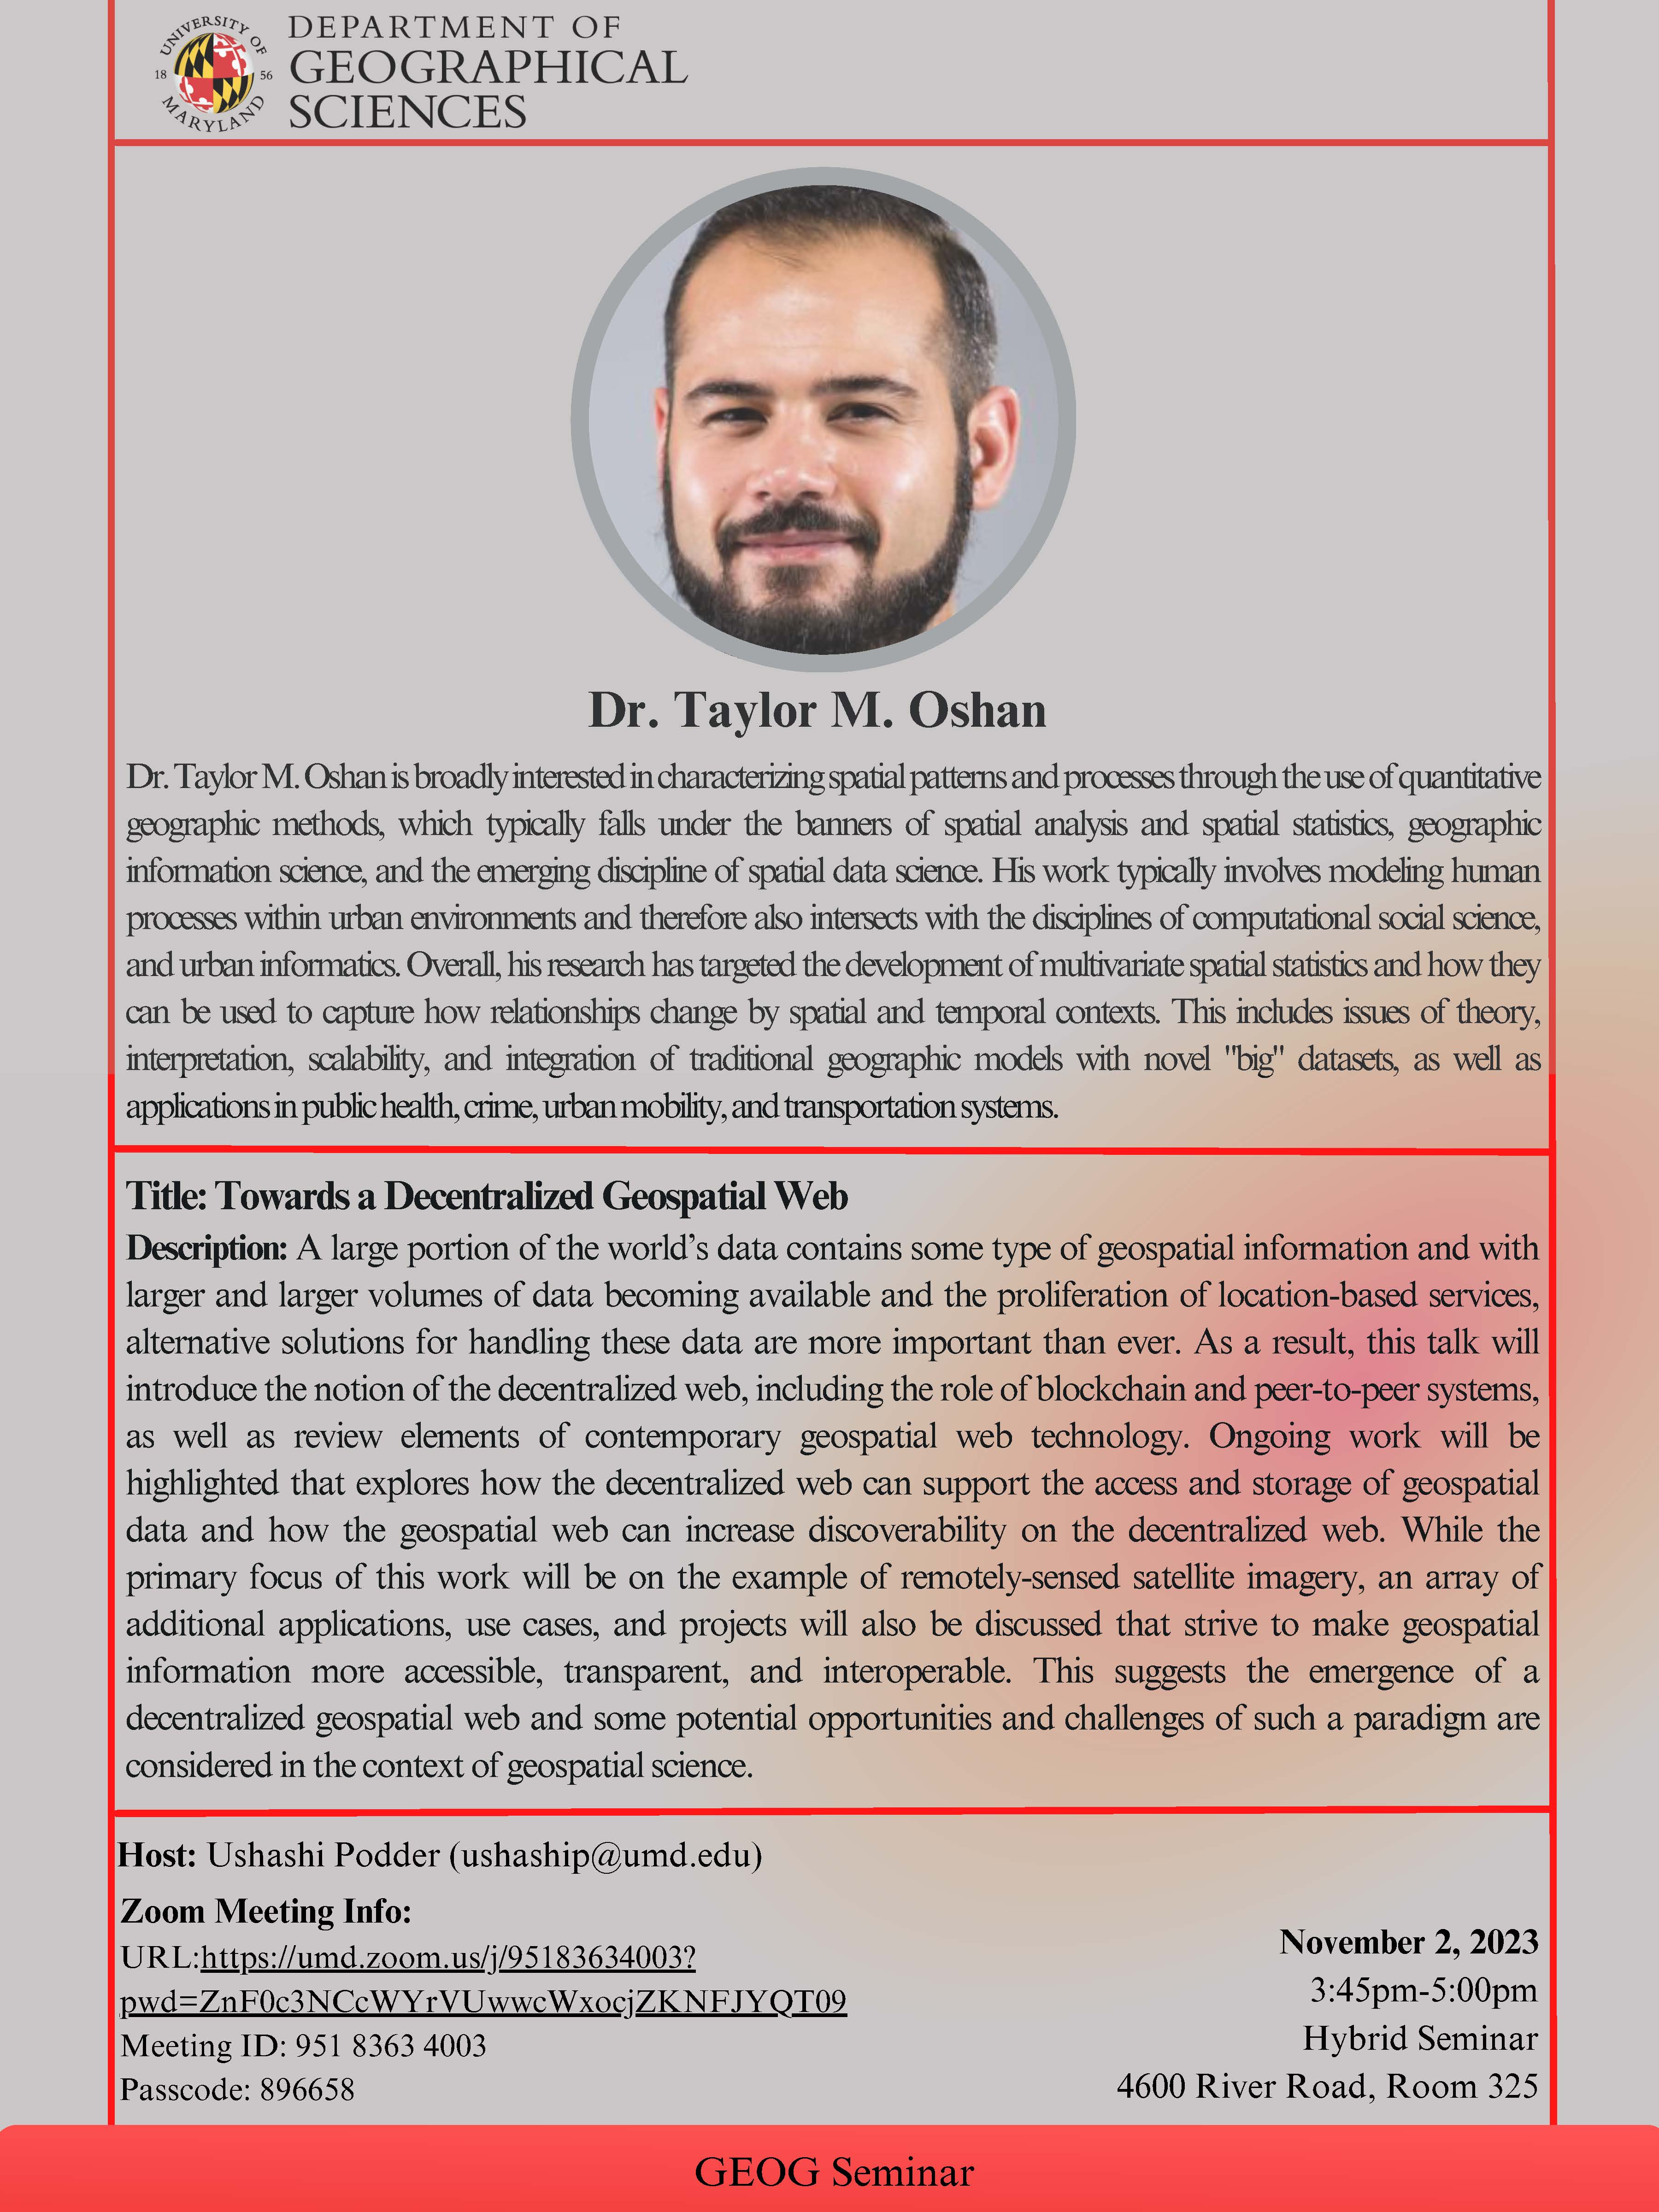 UNIVERSITY OF
18 56
MARYLAND
DEPARTMENT OF
GEOGRAPHICAL
SCIENCES
Dr. Taylor M. Oshan
Dr. Taylor M. Oshan is broadly interested in characterizing spatial patterns and processes through the use of quantitative
geographic methods, which typically falls under the banners of spatial analysis and spatial statistics, geographic
information science, and the emerging discipline of spatial data science. His work typically involves modeling human
processes within urban environments and therefore also intersects with the disciplines of computational social science,
and urban informatics. Overall, his research has targeted the development of multivariate spatial statistics and how they
can be used to capture how relationships change by spatial and temporal contexts. This includes issues of theory,
interpretation, scalability, and integration of traditional geographic models with novel "big" datasets, as well as
applications in public health, crime, urban mobility, and transportation systems.
Title: Towards a Decentralized Geospatial Web
Description: A large portion of the world’s data contains some type of geospatial information and with
larger and larger volumes of data becoming available and the proliferation of location-based services,
alternative solutions for handling these data are more important than ever. As a result, this talk will
introduce the notion of the decentralized web, including the role of blockchain and peer-to-peer systems,
as well as review elements of contemporary geospatial web technology. Ongoing work will be
highlighted that explores how the decentralized web can support the access and storage of geospatial
data and how the geospatial web can increase discoverability on the decentralized web. While the
primary focus of this work will be on the example of remotely-sensed satellite imagery, an array of
additional applications, use cases, and projects will also be discussed that strive to make geospatial
information more accessible, transparent, and interoperable. This suggests the emergence of a
decentralized geospatial web and some potential opportunities and challenges of such a paradigm are
considered in the context of geospatial science.
Host: Ushashi Podder (ushaship@umd.edu)
Zoom Meeting Info:
URL:https://umd.zoom.us/j/95183634003?
pwd=ZnF0c3NCcWYrVUwwcWxocjZKNFJYQT09
Meeting ID: 951 8363 4003
Passcode: 896658
November 2, 2023
3:45pm-5:00pm
Hybrid Seminar
4600 River Road, Room 325
GEOG Seminar